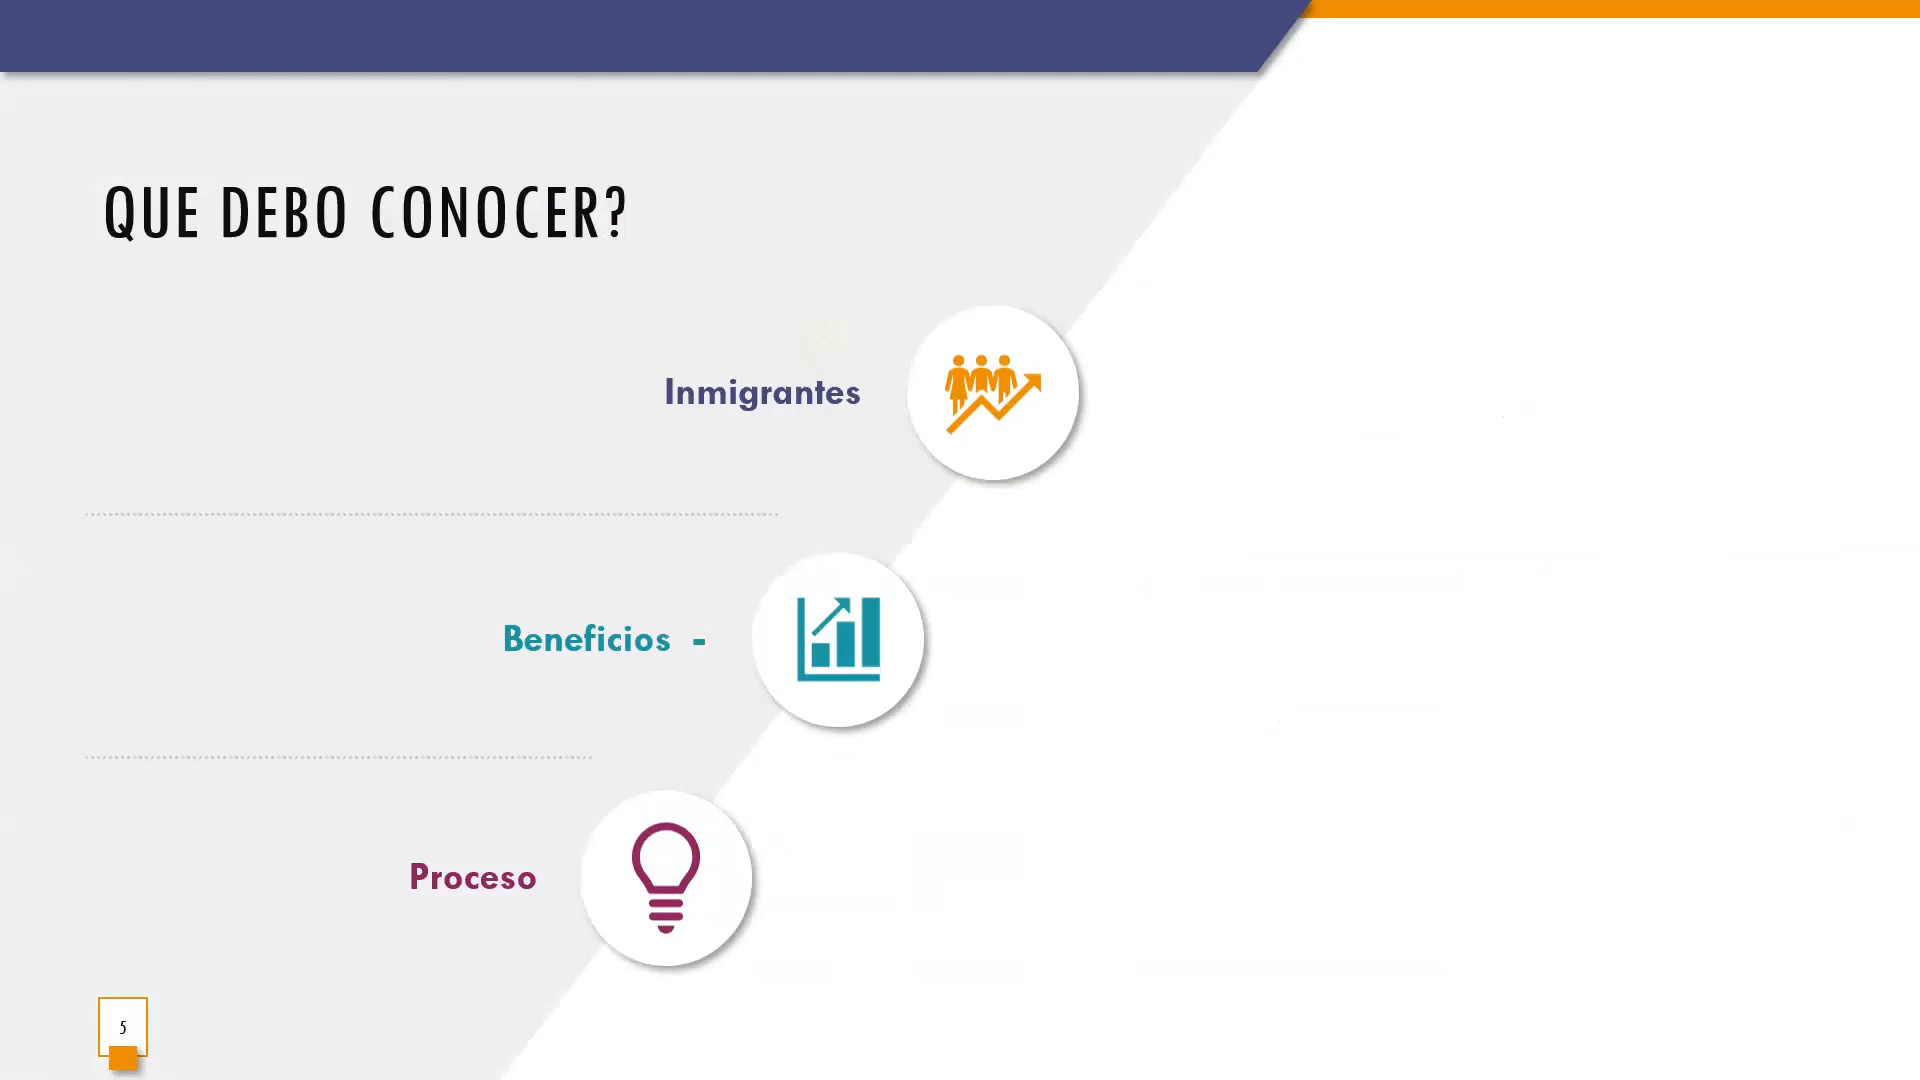 QUE DEBO CONOCER?
Inmigrantes
Beneficios -
Proceso
5